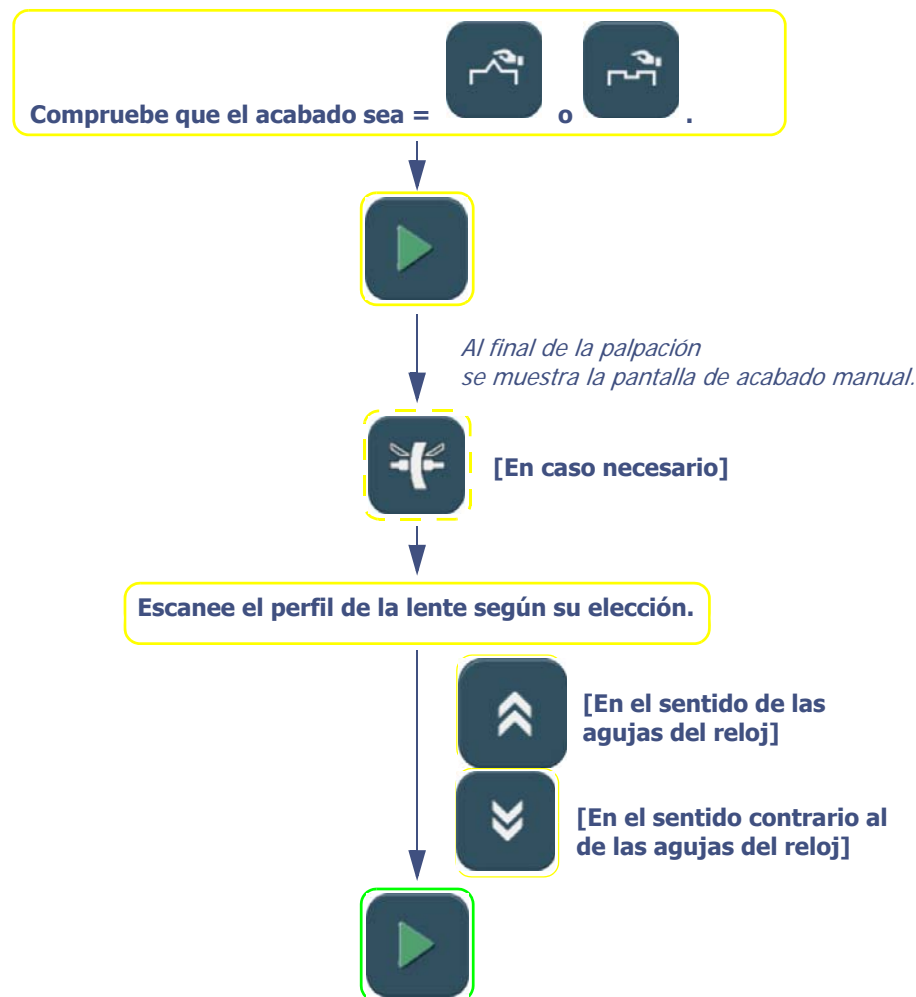 Compruebe que el acabado sea = o .
Al final de la palpación
se muestra la pantalla de acabado manual.
[En caso necesario]
Escanee el perfil de la lente según su elección.
[En el sentido de las
agujas del reloj]
[En el sentido contrario al
de las agujas del reloj]